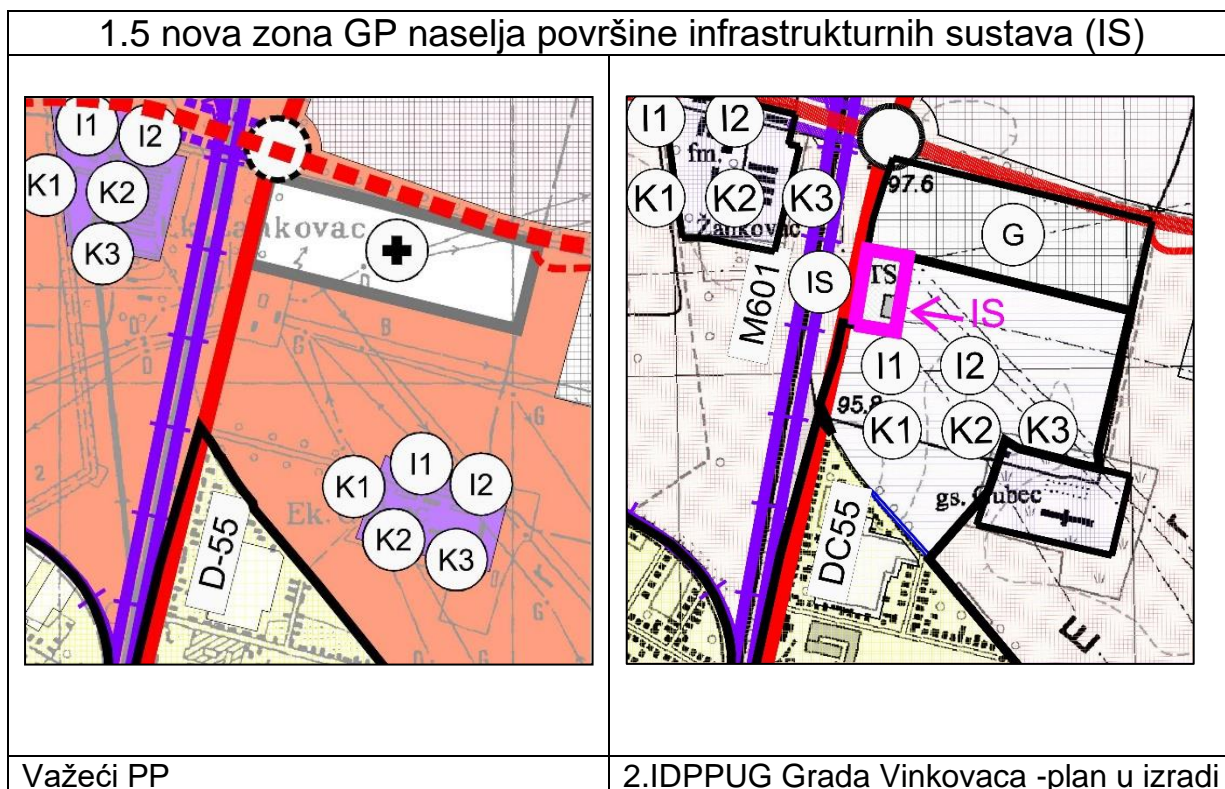 1.5 nova zona GP naselja površine infrastrukturnih sustava (IS)
I1
I2
K1
K2
K3
D-55
K1
I1
I2
K2
K3
I1
I2
fm.
K1
K2
K3
Žankovac
97.6
G
IS
TS
IS
M601
I1
I2
95.8
K1
K2
K3
DC55
Važeći PP
2.IDPPUG Grada Vinkovaca -plan u izradi